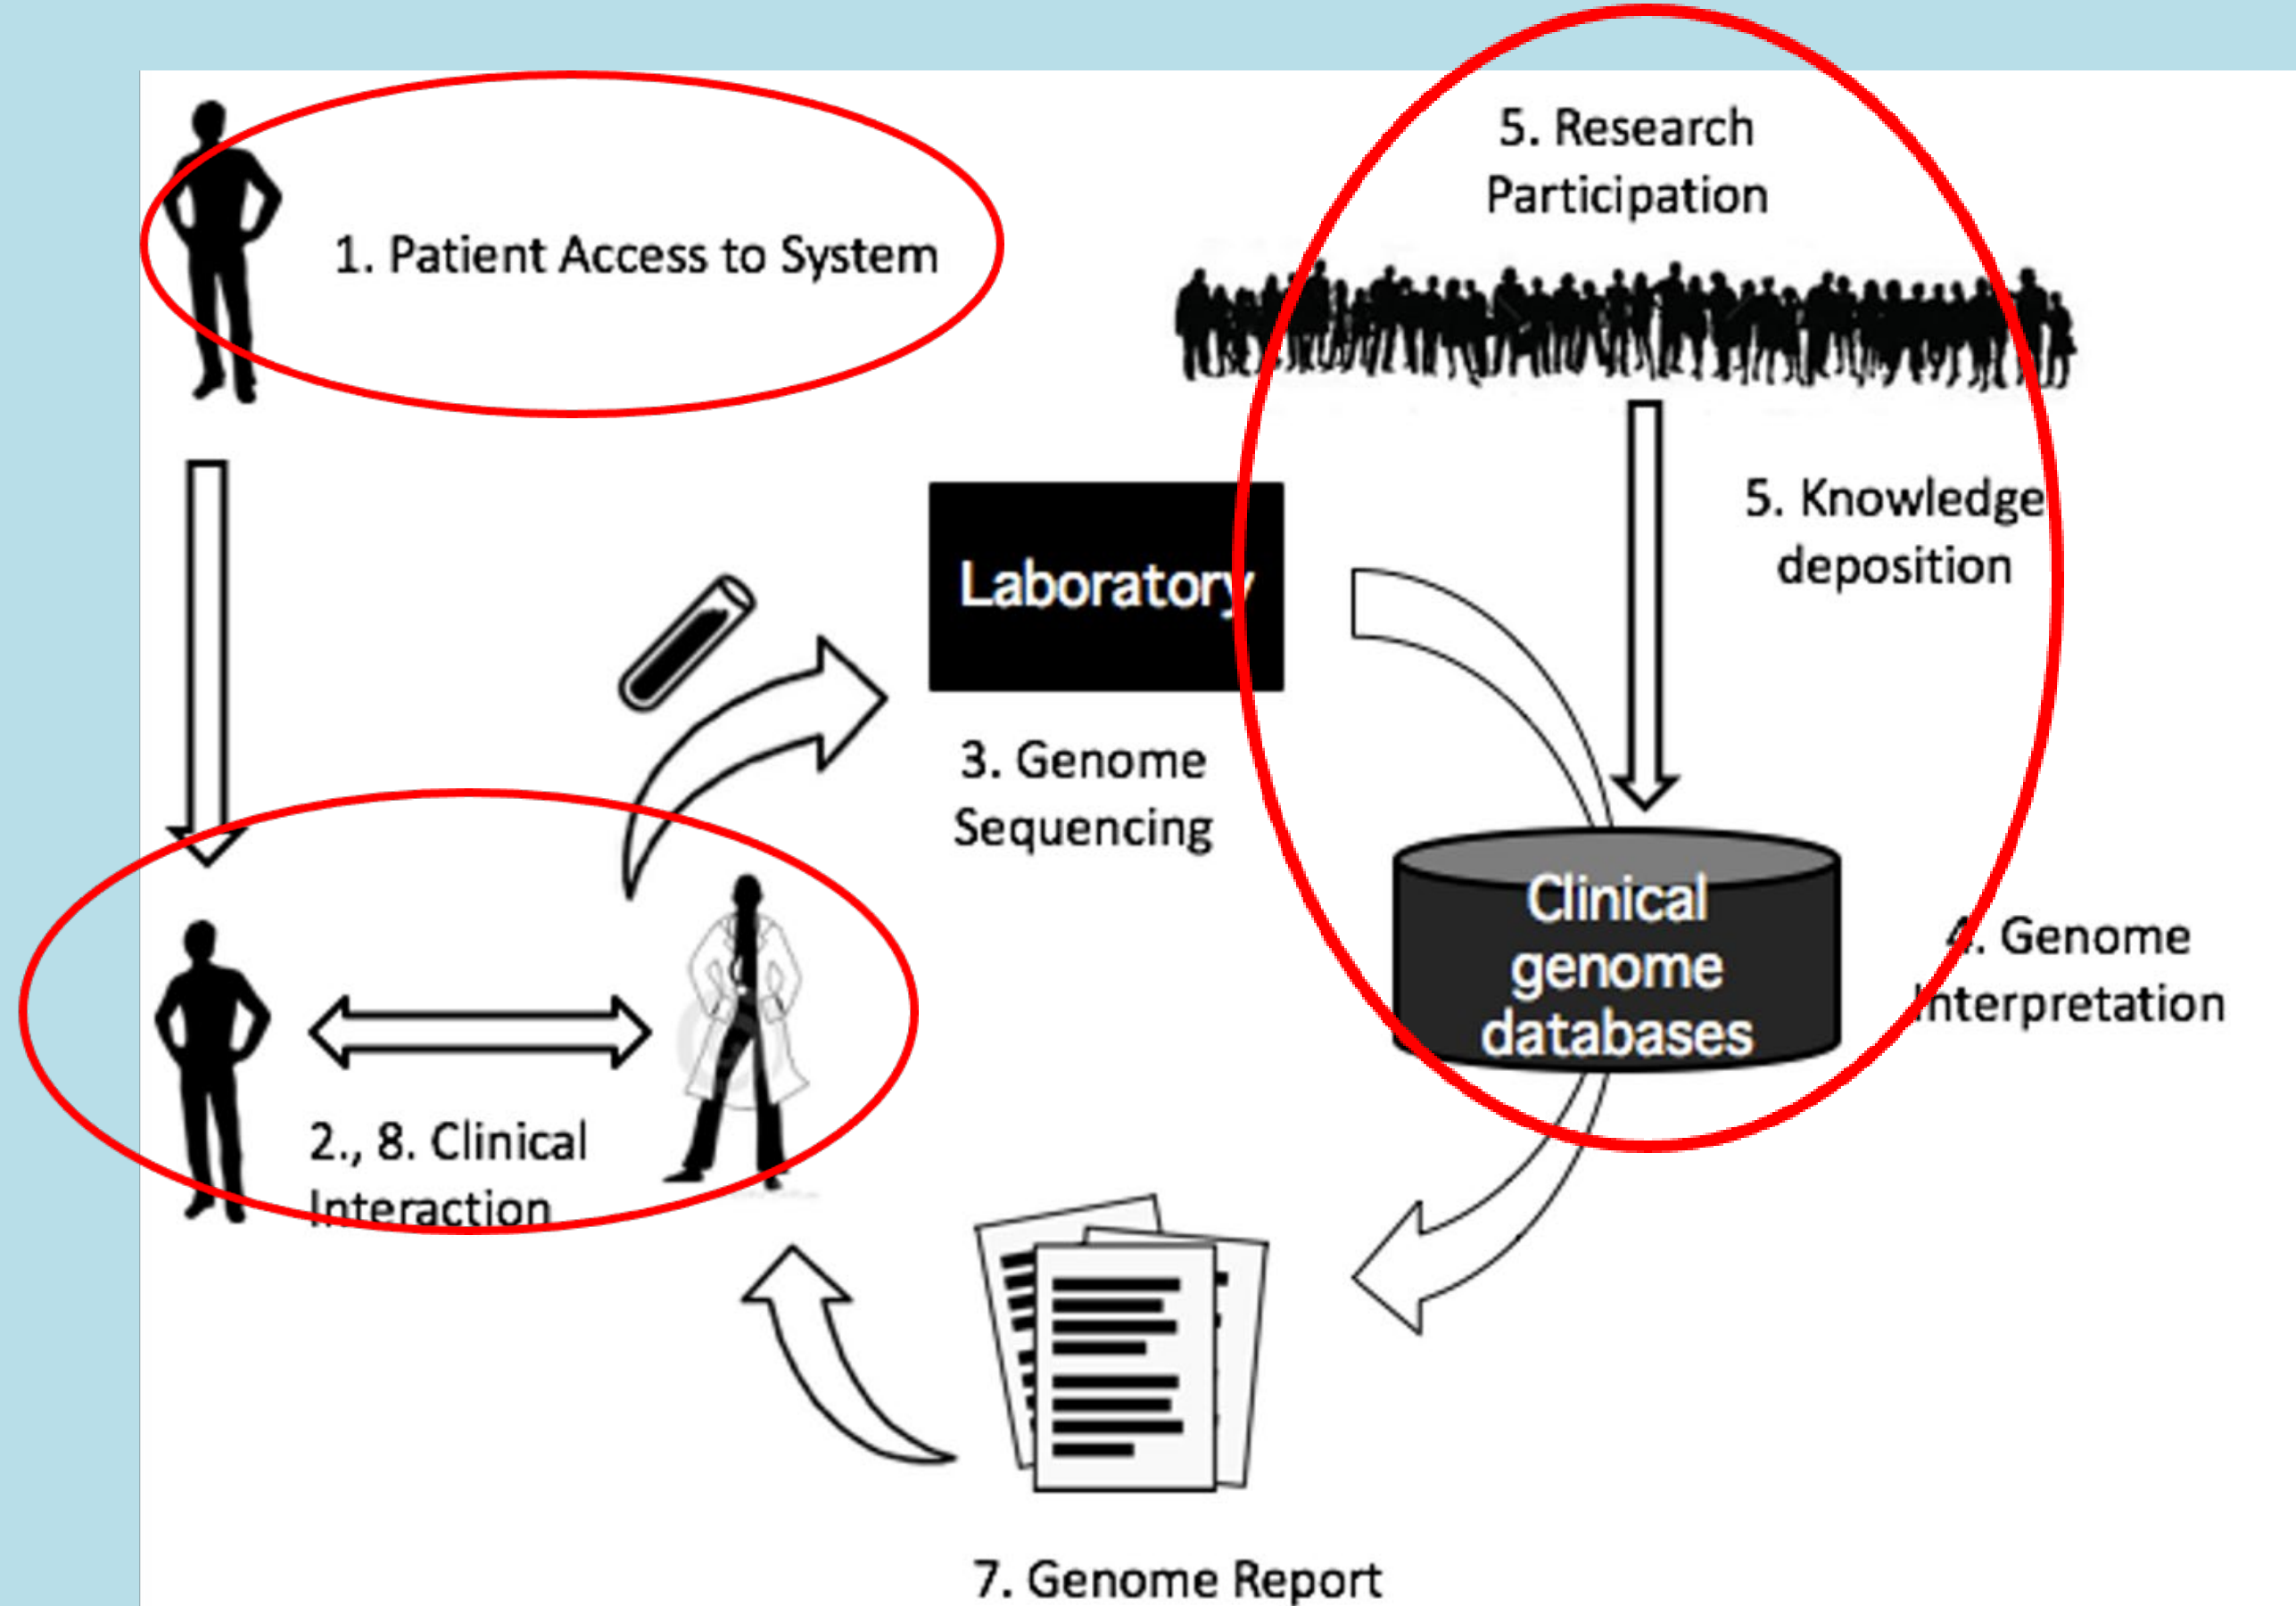 1. Patient Access to System
5. Research
Participation
5. Knowledge
deposition
Laboratory
3. Genome
Sequencing
Clinical
genome
databases
4. Genome
Interpretation
2., 8. Clinical
Interaction
7. Genome Report